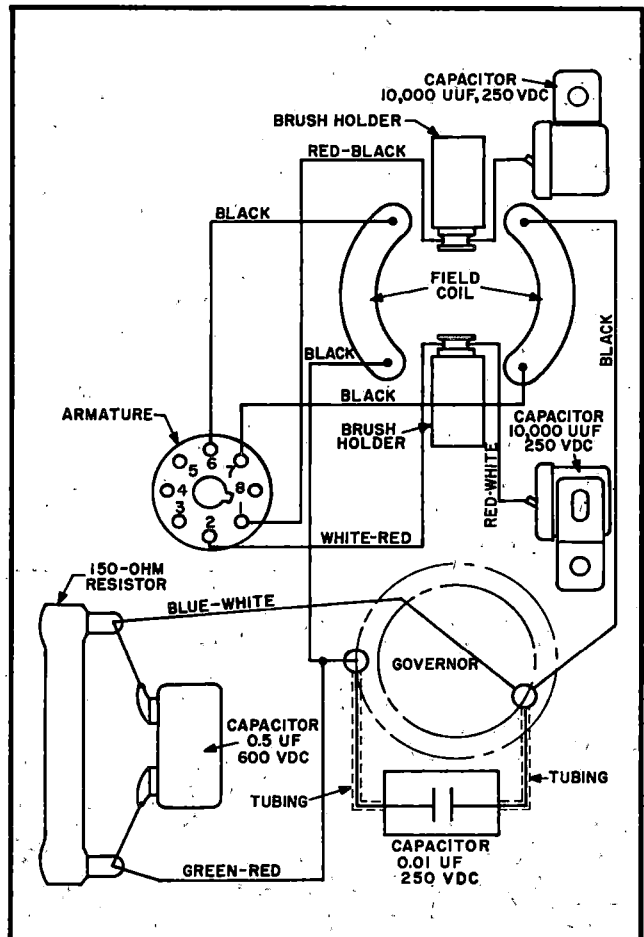 CAPACITOR
10,000 UUF, 250 VDC
BRUSH HOLDER
RED-BLACK
BLACK
FIELD
COIL
BLACK
BLACK
BLACK
ARMATURE
BRUSH
HOLDER
CAPACITOR
10,000 UUF
250 VDC
RED-WHITE
6
5
7
4
8
3
2
1
WHITE-RED
150-OHM
RESISTOR
BLUE-WHITE
GOVERNOR
CAPACITOR
0.5 UF
600 VDC
TUBING
TUBING
CAPACITOR
0.01 UF
250 VDC
GREEN-RED